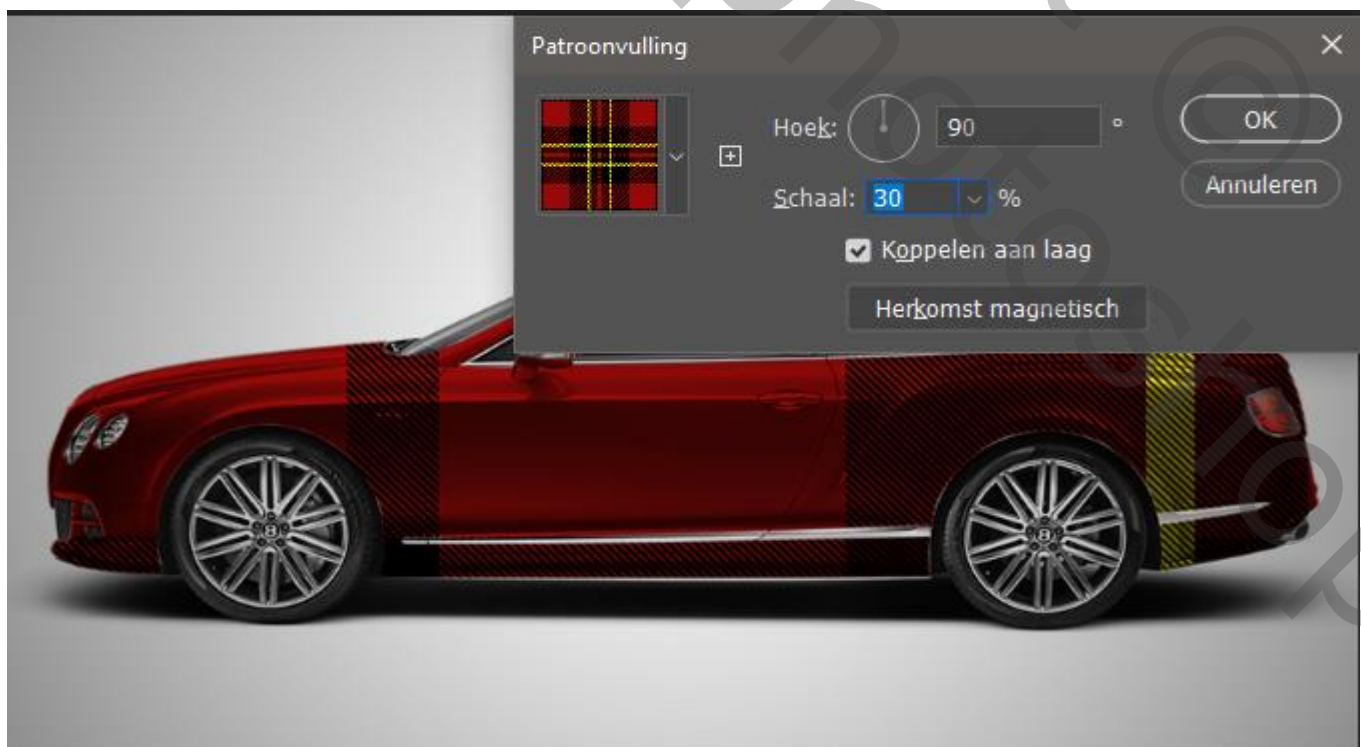 Patroonvulling
Hoek: 90 °
OK
Schaal: 30 %
Annuleren
Koppelen aan laag
Herkomst magnetisch